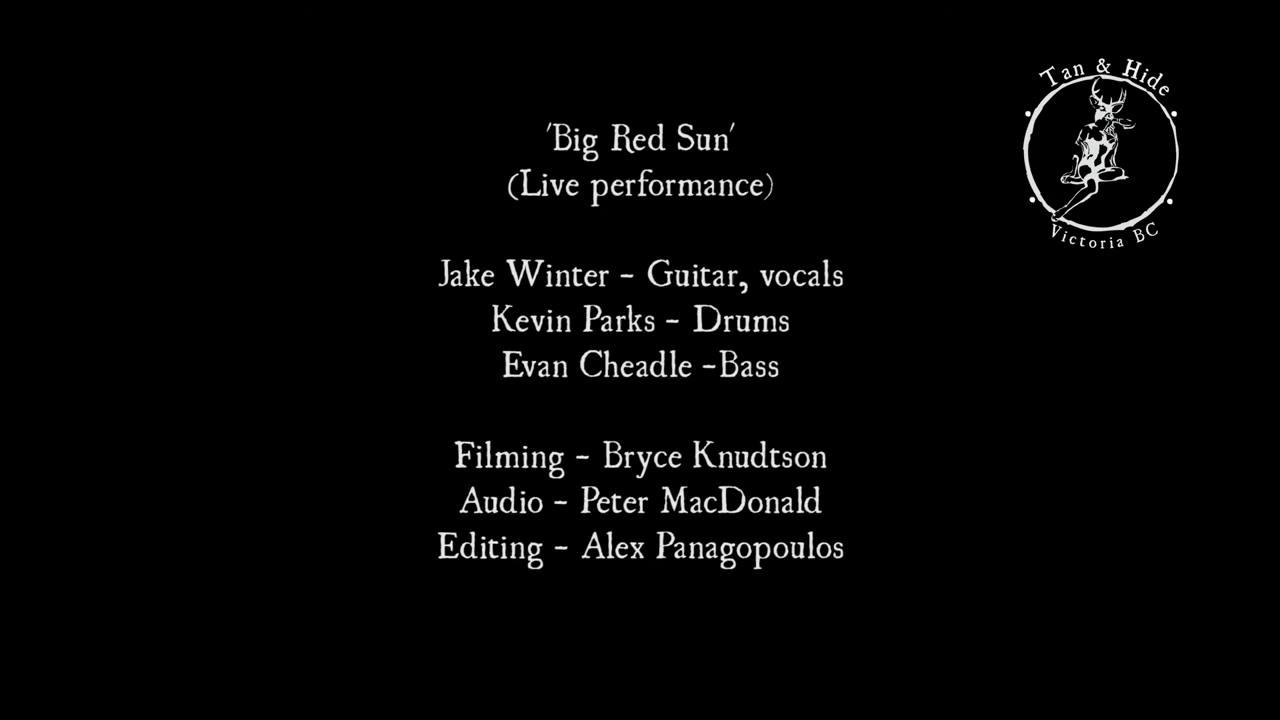 Tan & Hide
Victoria BC
'Big Red Sun'
(Live performance)
Jake Winter - Guitar, vocals
Kevin Parks - Drums
Evan Cheadle -Bass
Filming - Bryce Knudtson
Audio - Peter MacDonald
Editing - Alex Panagopoulos